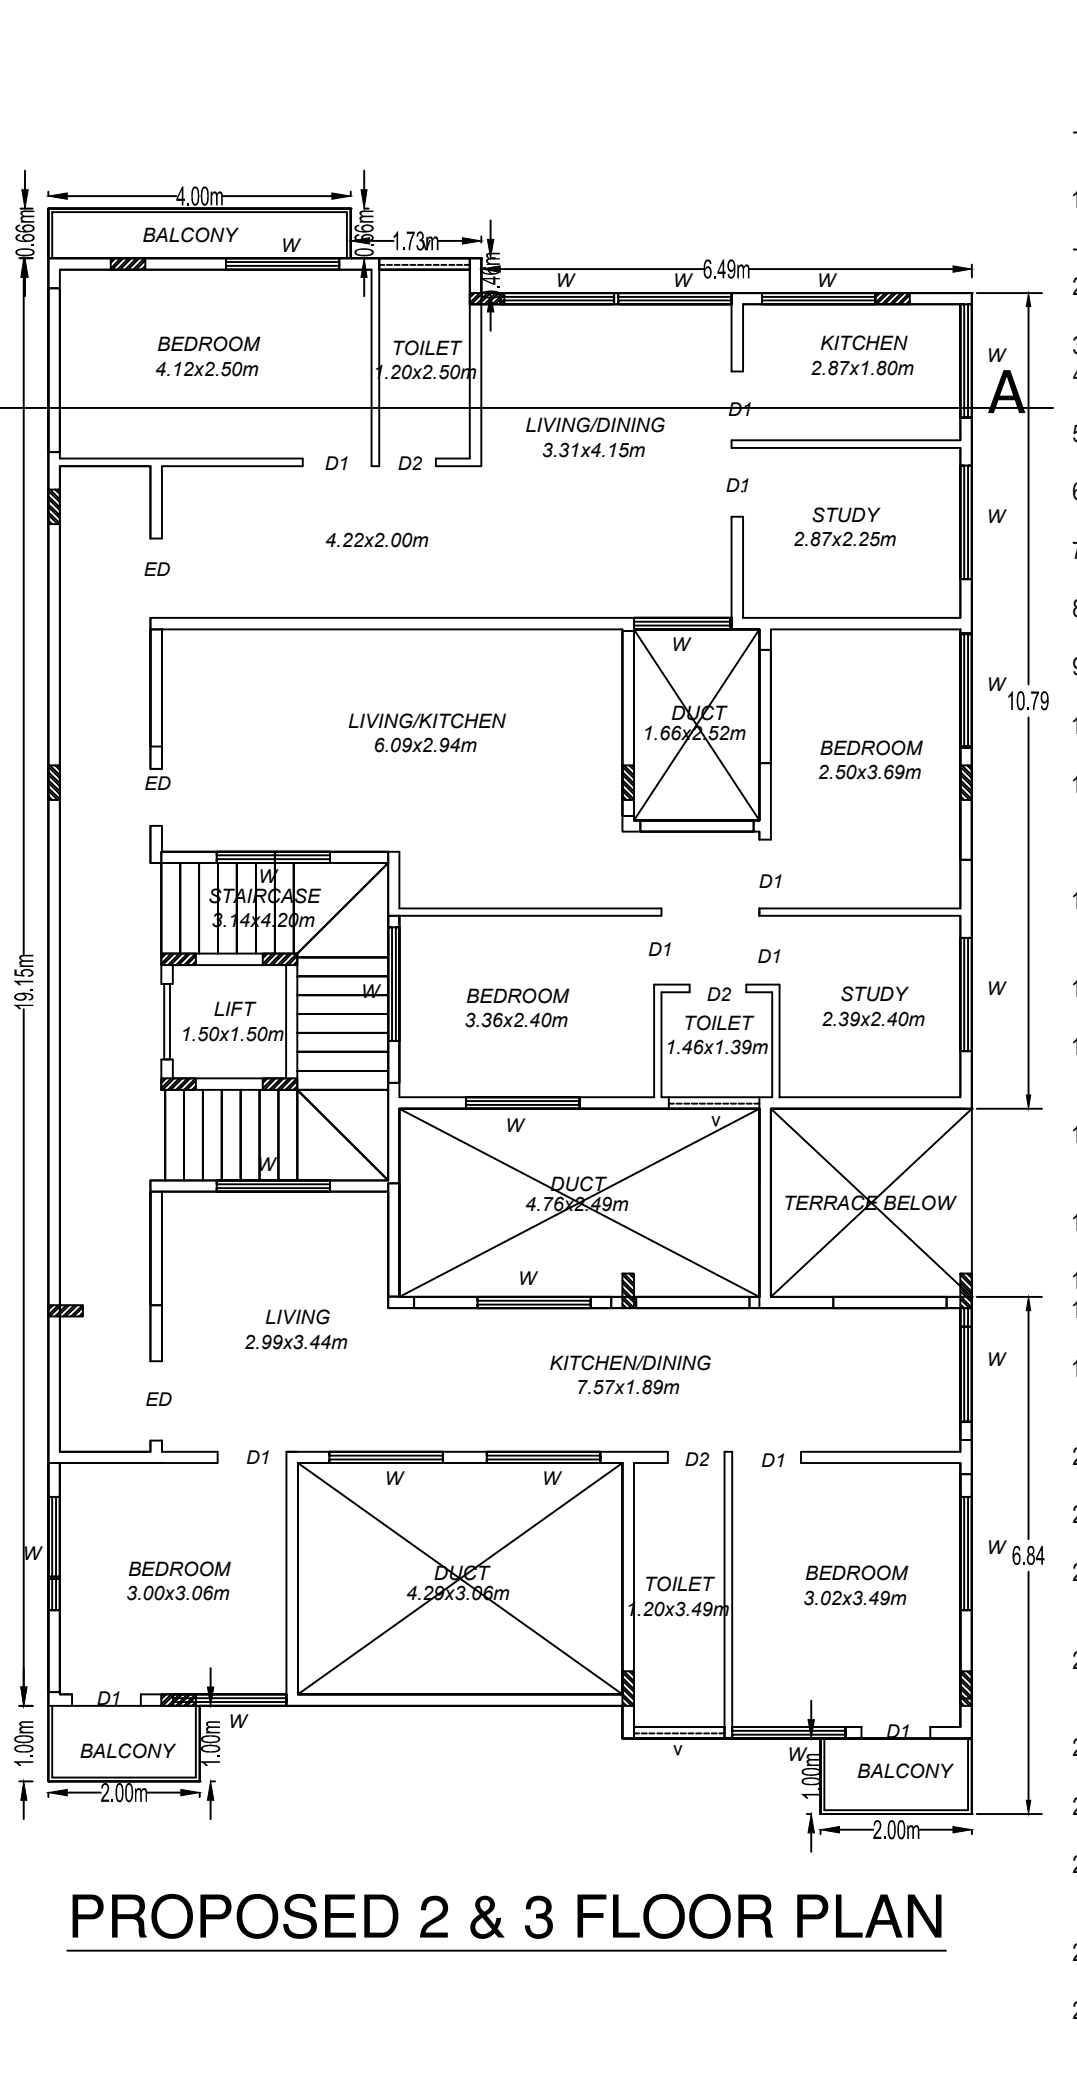 4.00m
0.66m
0.66m
BALCONY
W
1.73m
6.49m
W
W
W
BEDROOM
4.12x2.50m
TOILET
1.20x2.50m
KITCHEN
2.87x1.80m
W
A
D1
LIVING/DINING
3.31x4.15m
D1
D2
D1
STUDY
2.87x2.25m
W
4.22x2.00m
ED
W
W
10.79
DUCT
1.66x2.52m
LIVING/KITCHEN
6.09x2.94m
BEDROOM
2.50x3.69m
ED
W
STAIRCASE
3.14x4.20m
D1
D1
D1
19.15m
W
BEDROOM
3.36x2.40m
D2
STUDY
2.39x2.40m
W
LIFT
1.50x1.50m
TOILET
1.46x1.39m
W
v
W
DUCT
4.76x2.49m
TERRACE BELOW
W
LIVING
2.99x3.44m
KITCHEN/DINING
7.57x1.89m
W
ED
D1
D2
D1
W
W
W
W
6.84
BEDROOM
3.00x3.06m
DUCT
4.29x3.06m
TOILET
1.20x3.49m
BEDROOM
3.02x3.49m
D1
W
D1
1.00m
1.00m
BALCONY
v
W
1.00m
BALCONY
2.00m
2.00m
PROPOSED 2 & 3 FLOOR PLAN